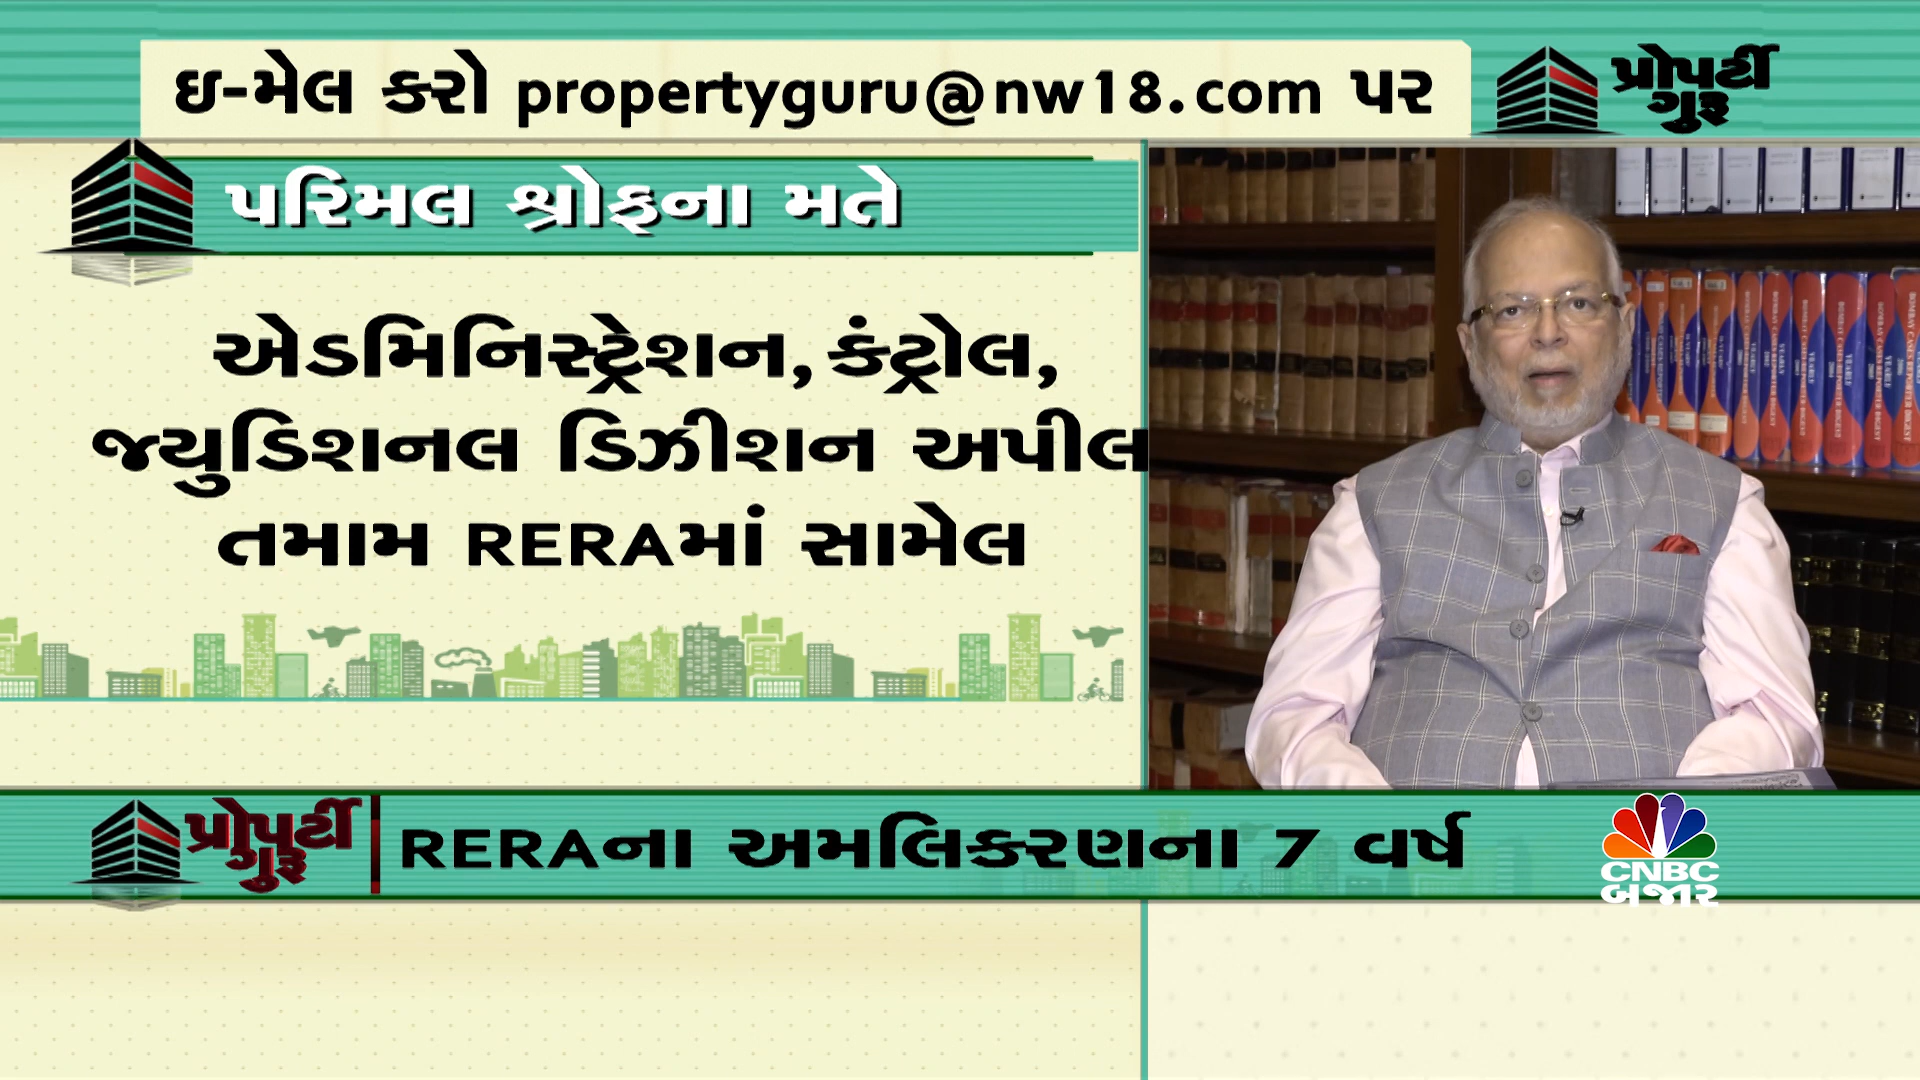 ઇ-મેલ કરો propertyguru@nw18.com પર
પ્રોપર્ટી
ગુરૂ
પરિમલ શ્રોફના મતે
એડમિનિસ્ટ્રેશન, કંટ્રોલ,
જ્યુડિશનલ ડિઝીશન અપીલ
તમામ RERAમાં સામેલ
પ્રોપર્ટી
ગુરૂ
RERAના અમલિકરણના 7 વર્ષ
CNBC
બજાર